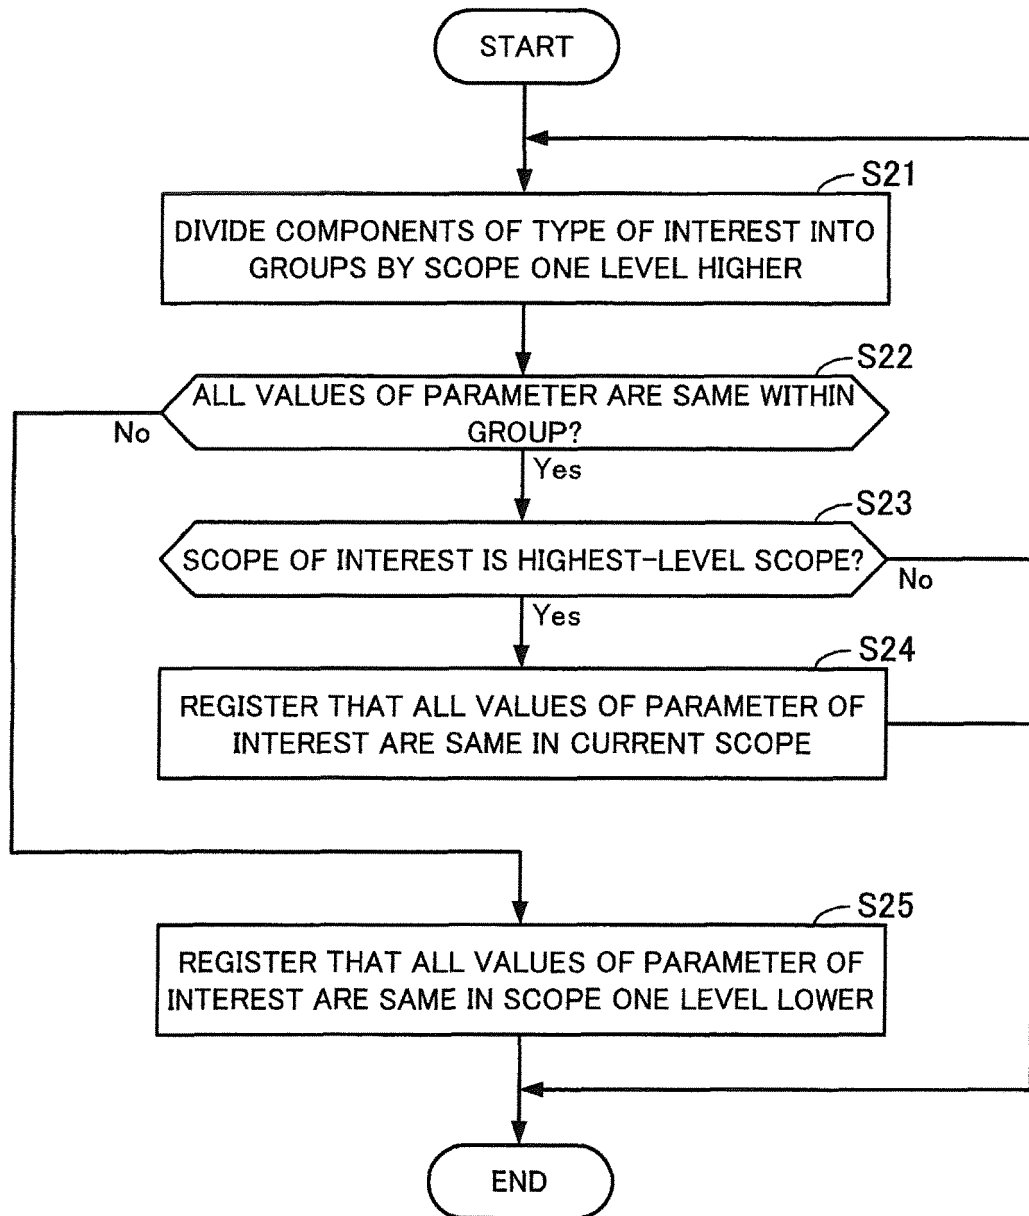 START
S21
DIVIDE COMPONENTS OF TYPE OF INTEREST INTO
GROUPS BY SCOPE ONE LEVEL HIGHER
S22
ALL VALUES OF PARAMETER ARE SAME WITHIN
GROUP?
No
Yes
S23
SCOPE OF INTEREST IS HIGHEST-LEVEL SCOPE?
No
Yes
S24
REGISTER THAT ALL VALUES OF PARAMETER OF
INTEREST ARE SAME IN CURRENT SCOPE
S25
REGISTER THAT ALL VALUES OF PARAMETER OF
INTEREST ARE SAME IN SCOPE ONE LEVEL LOWER
END